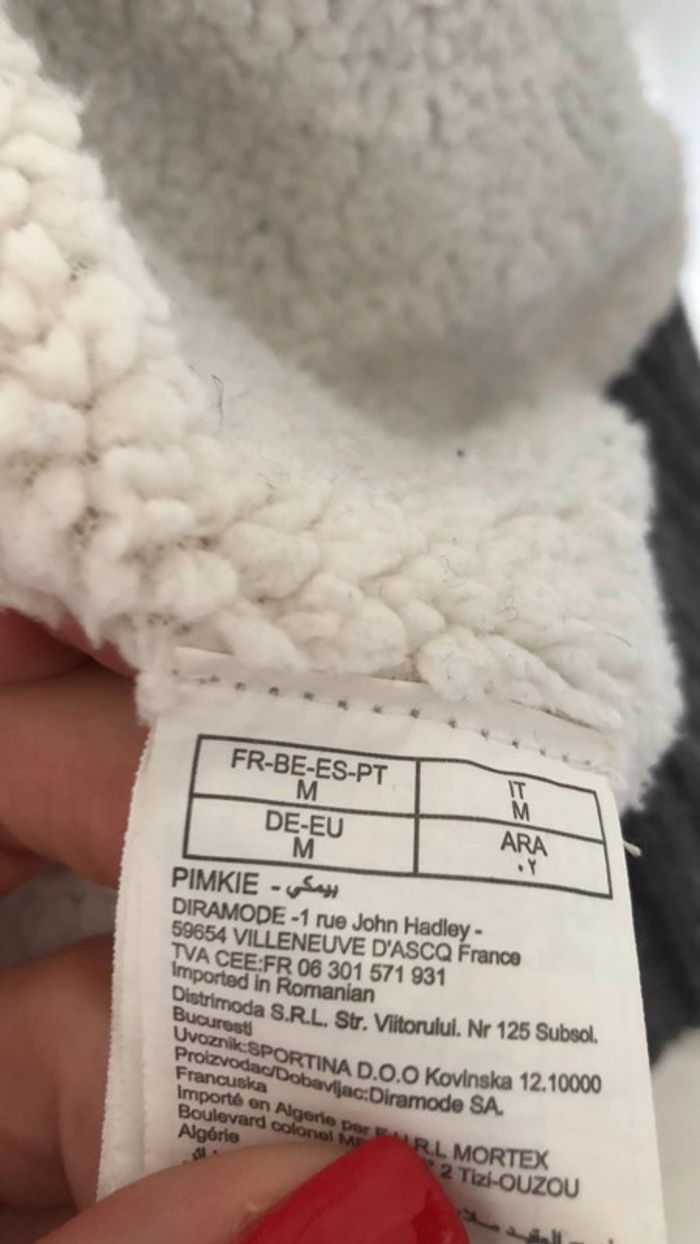 FR-BE-ES-PT
M
IT
M
DE-EU
M
ARA
٠٢
PIMKIE - بيمكي
DIRAMODE -1 rue John Hadley -
59654 VILLENEUVE D'ASCQ France
TVA CEE:FR 06 301 571 931
Imported in Romanian
Distrimoda S.R.L. Str. Viitorului. Nr 125 Subsol.
Bucuresti
Uvoznik:SPORTINA D.O.O Kovinska 12.10000
Proizvodac/Dobavljac:Diramode SA.
Francuska
Importé en Algerie par R.L MORTEX
Boulevard colonel 2 Tizi-OUZOU
Algérie